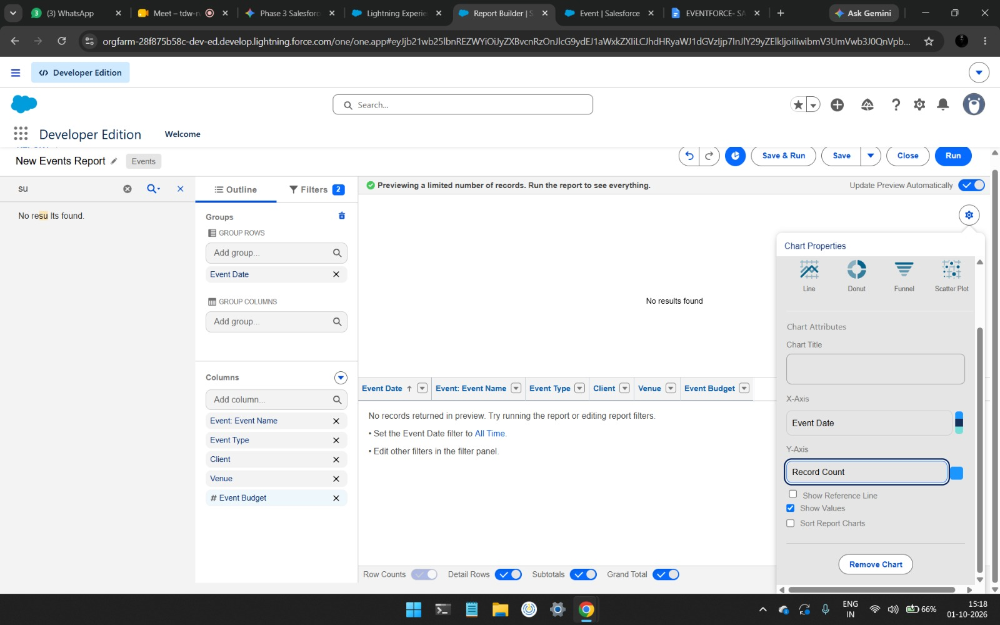 (3) WhatsApp
Meet – tdw-r
Phase 3 Salesforc
Lightning Experie
Report Builder | S
Event | Salesforce
EVENTFORCE- SA
Ask Gemini
orgfarm-28f875b58c-dev-ed.develop.lightning.force.com/one/one.app#
Developer Edition
Search...
Developer Edition
Welcome
New Events Report
Events
Save & Run
Save
Close
Run
su
No resu lts found.
Outline
Filters
2
Groups
GROUP ROWS
Add group...
Event Date
GROUP COLUMNS
Add group...
Columns
Add column...
Event: Event Name
Event Type
Client
Venue
# Event Budget
Previewing a limited number of records. Run the report to see everything.
Update Preview Automatically
No results found
Event Date
Event: Event Name
Event Type
Client
Venue
Event Budget
No records returned in preview. Try running the report or editing report filters.
• Set the Event Date filter to All Time.
• Edit other filters in the filter panel.
Row Counts
Detail Rows
Subtotals
Grand Total
Chart Properties
Line
Donut
Funnel
Scatter Plot
Chart Attributes
Chart Title
X-Axis
Event Date
Y-Axis
Record Count
Show Reference Line
Show Values
Sort Report Charts
Remove Chart
ENG
IN
66%
15:18
01-10-2026